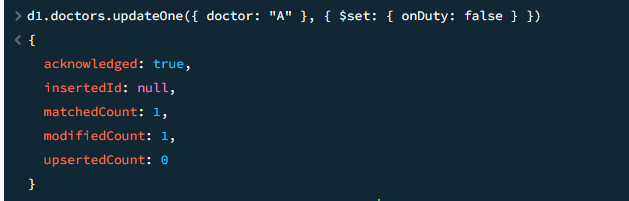 > d1.doctors.updateOne({ doctor: "A" }, { $set: { onDuty: false } })
< {
acknowledged: true,
insertedId: null,
matchedCount: 1,
modifiedCount: 1,
upsertedCount: 0
}